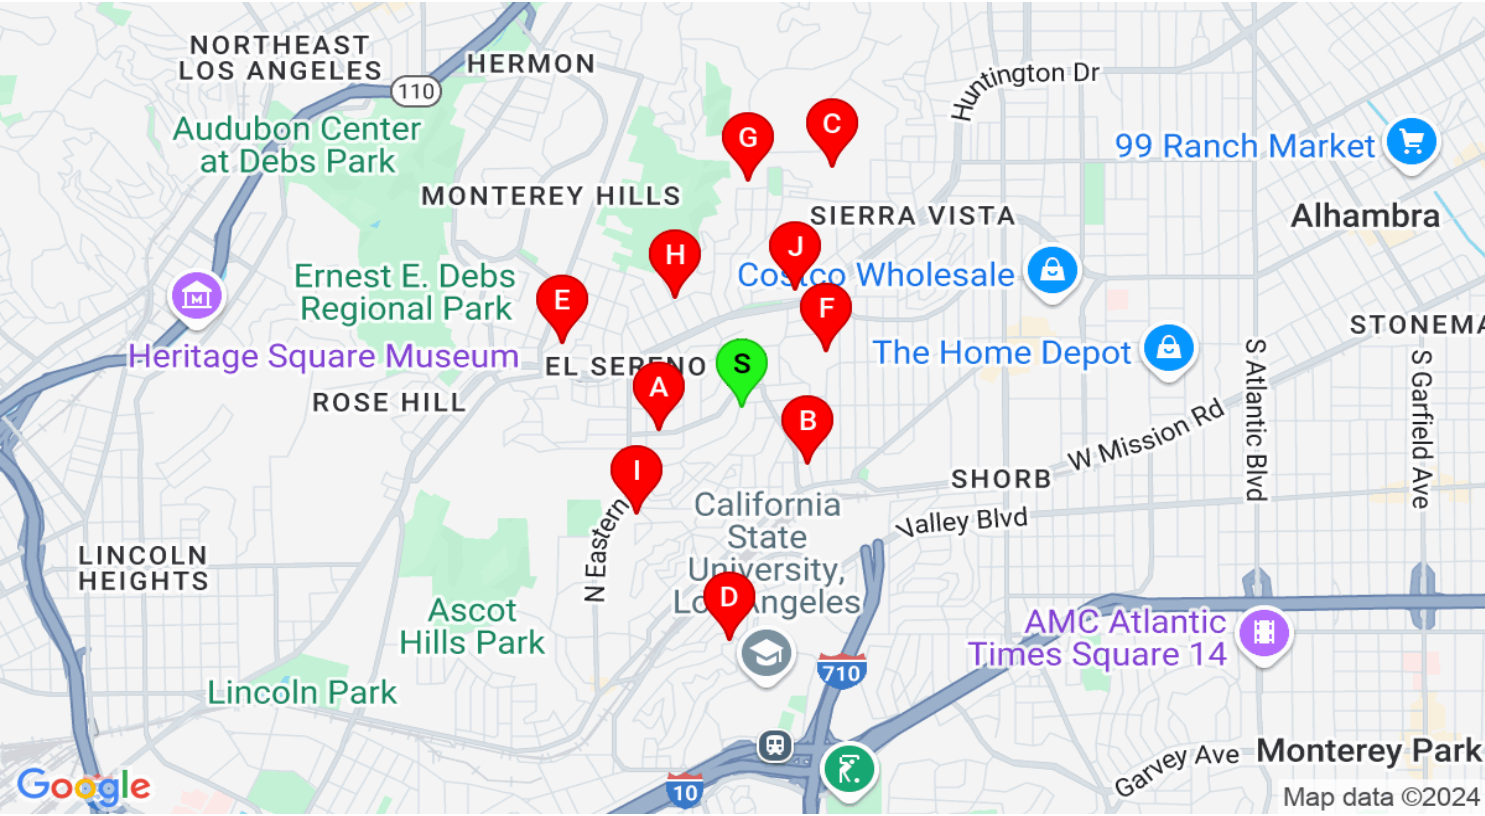 NORTHEAST
LOS ANGELES
HERMON
110
Huntington Dr
Audubon Center
at Debs Park
G
C
99 Ranch Market
MONTEREY HILLS
SIERRA VISTA
Alhambra
H
J
Ernest E. Debs
Regional Park
Costco Wholesale
E
F
STONEMA
Heritage Square Museum
EL SERENO
S
The Home Depot
A
ROSE HILL
B
S Atlantic Blvd
S Garfield Ave
W Mission Rd
I
SHORB
California
State
University,
Los Angeles
Valley Blvd
N Eastern
LINCOLN
HEIGHTS
D
Ascot
Hills Park
AMC Atlantic
Times Square 14
710
Lincoln Park
M
Garvey Ave
Monterey Park
Google
10
Map data ©2024